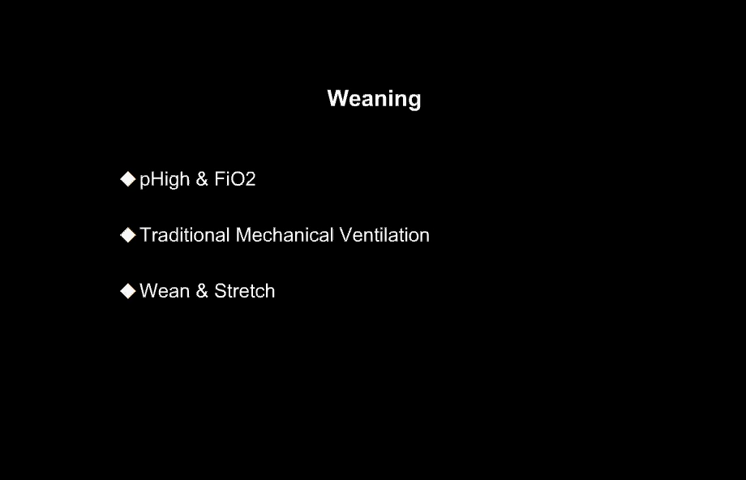 Weaning
◆ pHigh & FiO2
◆ Traditional Mechanical Ventilation
◆ Wean & Stretch